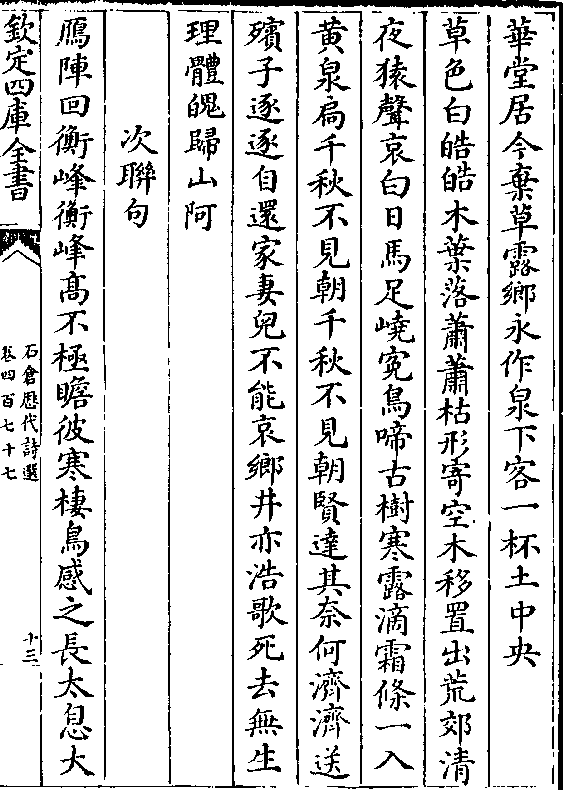 華堂居今棄草露鄉永作泉下客一杯土中央
草色白皓皓木葉落蕭蕭枯形寄空木移置出荒郊清
夜猿聲哀白日馬足嶢寃鳥啼古樹寒露滴霜條一入
黃泉扃千秋不見朝千秋不見朝賢達其奈何濟濟送
殯子逐逐自還家妻兒不能哀鄉井亦浩歌死去無生
理體魄歸山阿
次聯句
鴈陣回衡峰衡峰髙不極瞻彼寒棲鳥感之長太息大
欽定四庫全書
石倉歴代詩選
卷四百七十七
十三